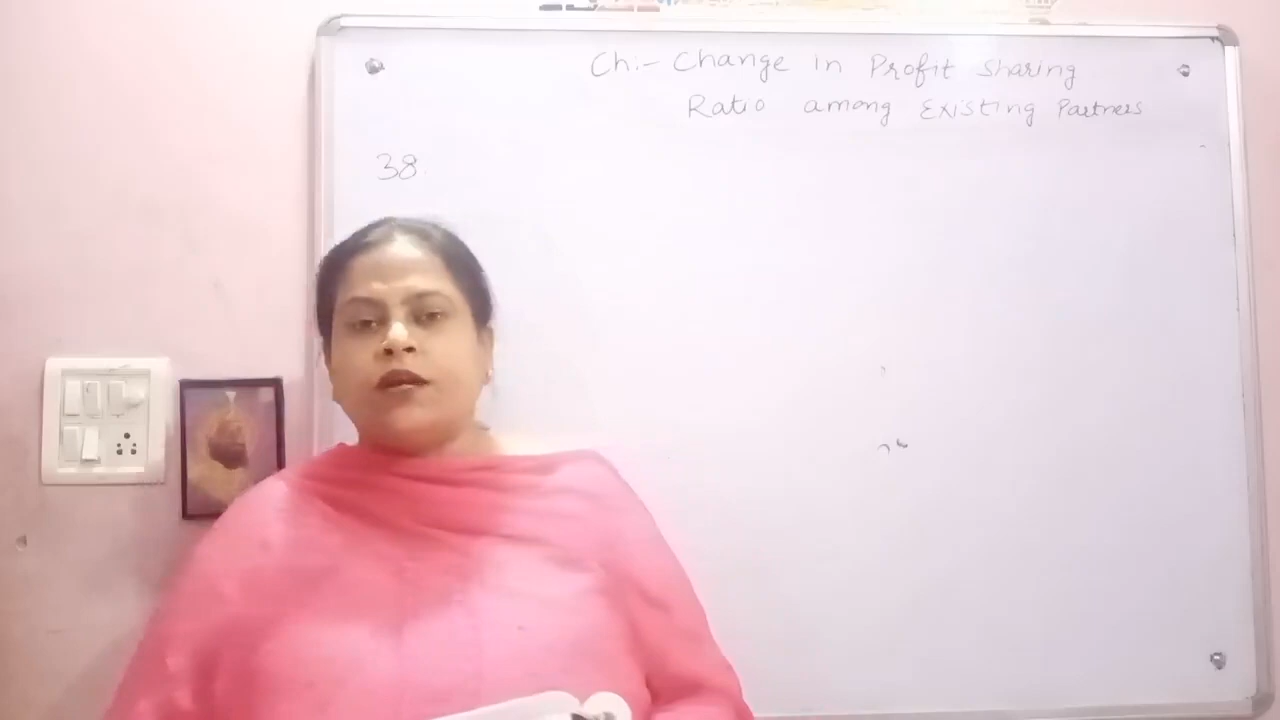 Ch:- Change in Profit Sharing
Ratio among Existing Partners
38.